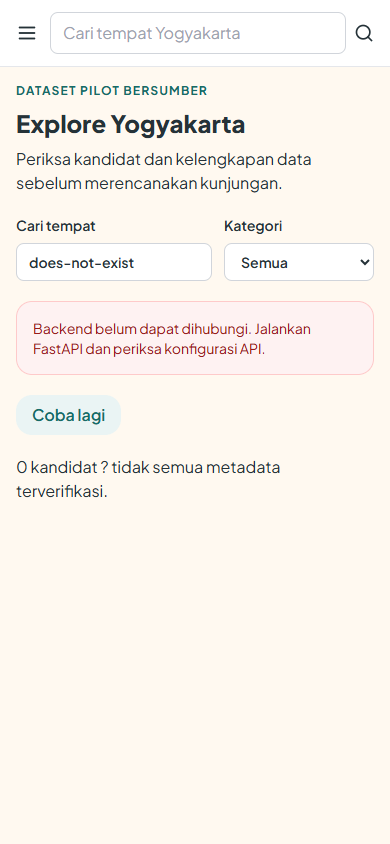 Cari tempat Yogyakarta
DATASET PILOT BERSUMBER
Explore Yogyakarta
Periksa kandidat dan kelengkapan data
sebelum merencanakan kunjungan.
Cari tempat
Kategori
does-not-exist
Semua
Backend belum dapat dihubungi. Jalankan
FastAPI dan periksa konfigurasi API.
Coba lagi
0 kandidat ? tidak semua metadata
terverifikasi.